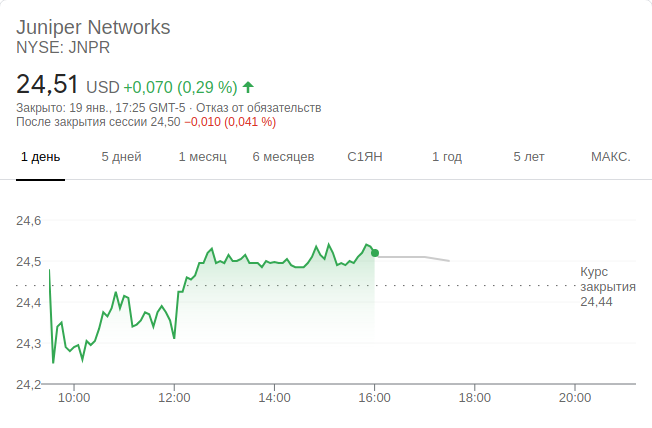 Juniper Networks
NYSE: JNPR
24,51 USD +0,070 (0,29 %)
Закрыто: 19 янв., 17:25 GMT-5 · Отказ от обязательств
После закрытия сессии 24,50 −0,010 (0,041 %)
1 день 5 дней 1 месяц 6 месяцев С1ЯН 1 год 5 лет МАКС.
24,6
24,5
24,4
24,3
24,2
Курс
закрытия
24,44
10:00 12:00 14:00 16:00 18:00 20:00